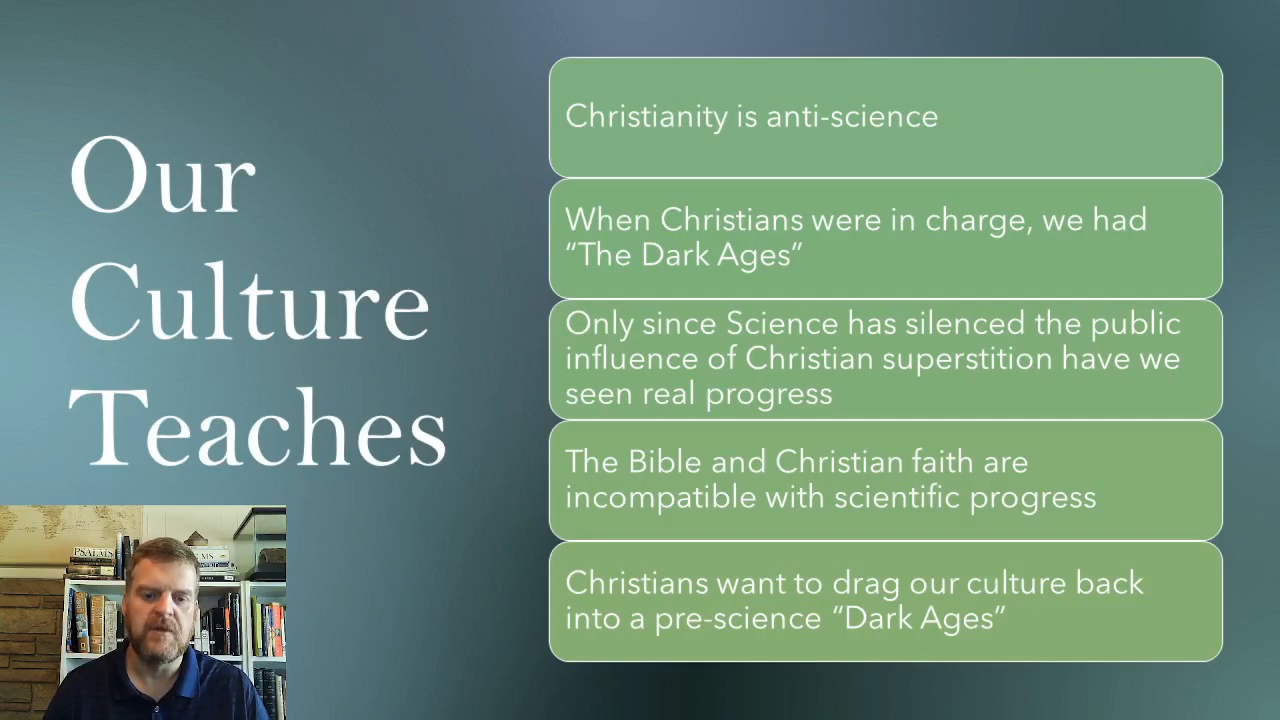 Our
Culture
Teaches
Christianity is anti-science
When Christians were in charge, we had
“The Dark Ages”
Only since Science has silenced the public
influence of Christian superstition have we
seen real progress
The Bible and Christian faith are
incompatible with scientific progress
Christians want to drag our culture back
into a pre-science “Dark Ages”
PSALMS